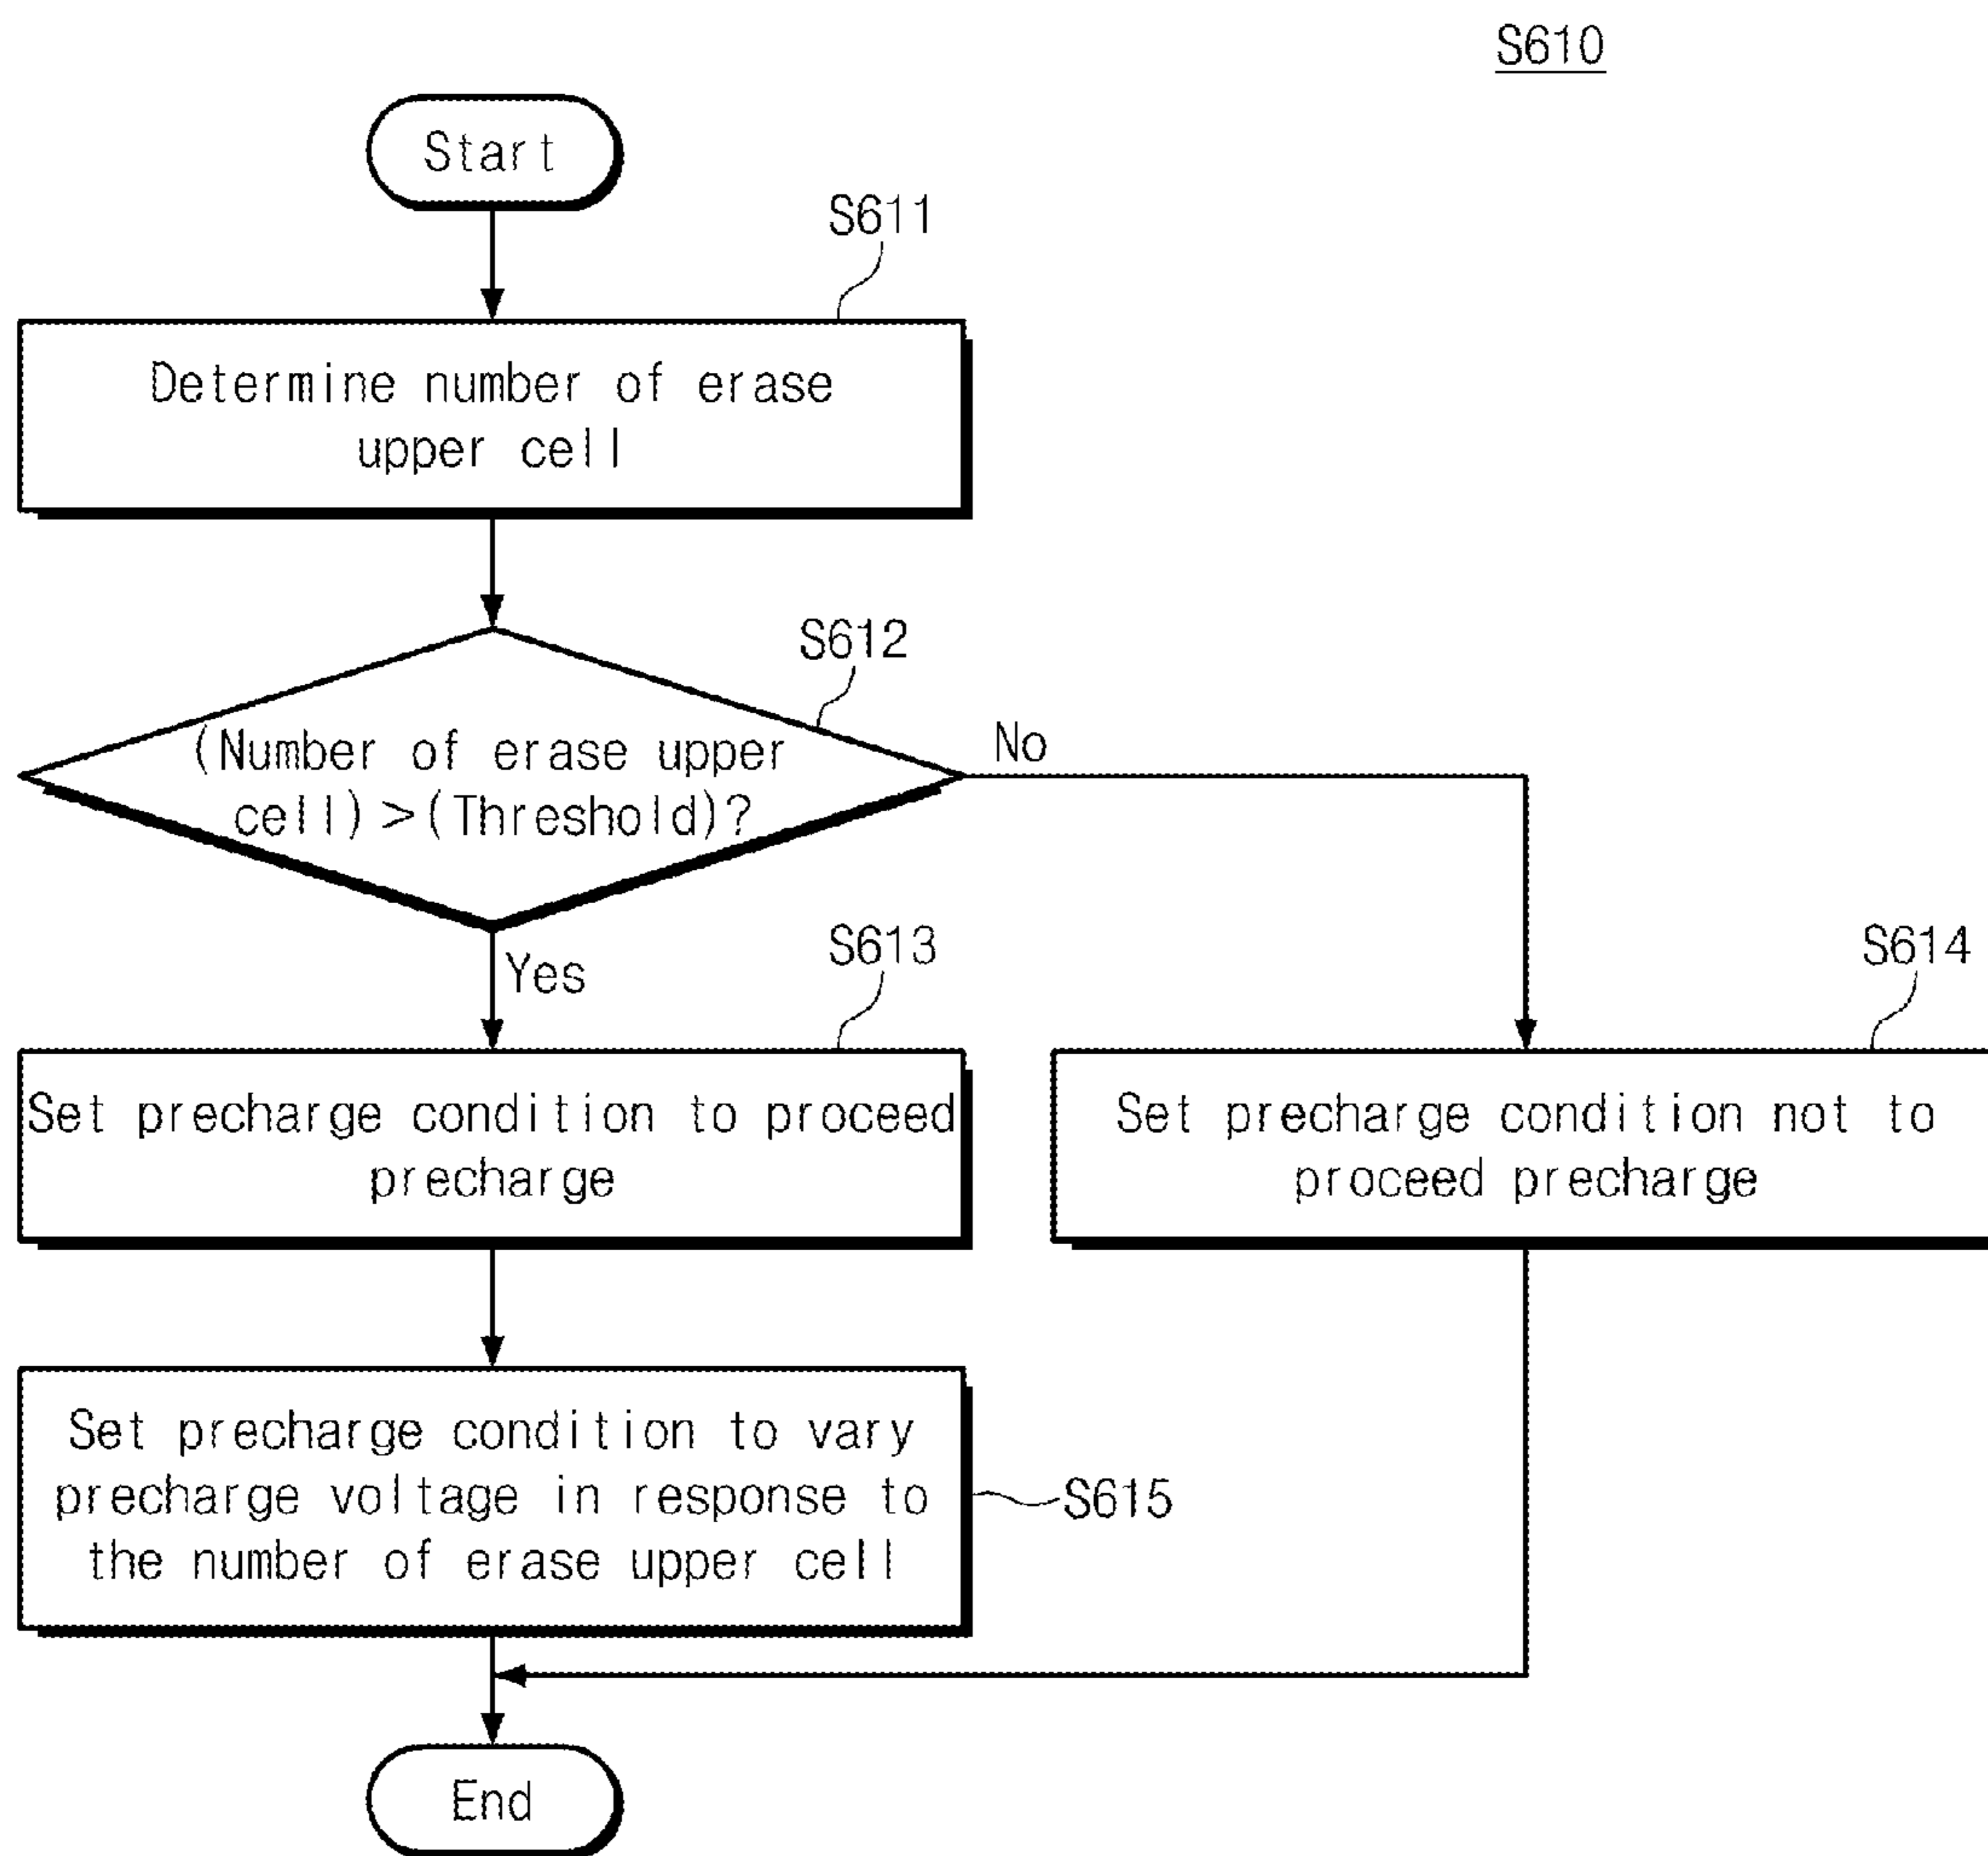 S610
Start
S611
Determine number of erase
upper cell
S612
(Number of erase upper
cell)>(Threshold)?
No
Yes
S613
S614
Set precharge condition to proceed
precharge
Set precharge condition not to
proceed precharge
Set precharge condition to vary
precharge voltage in response to
the number of erase upper cell
S615
End